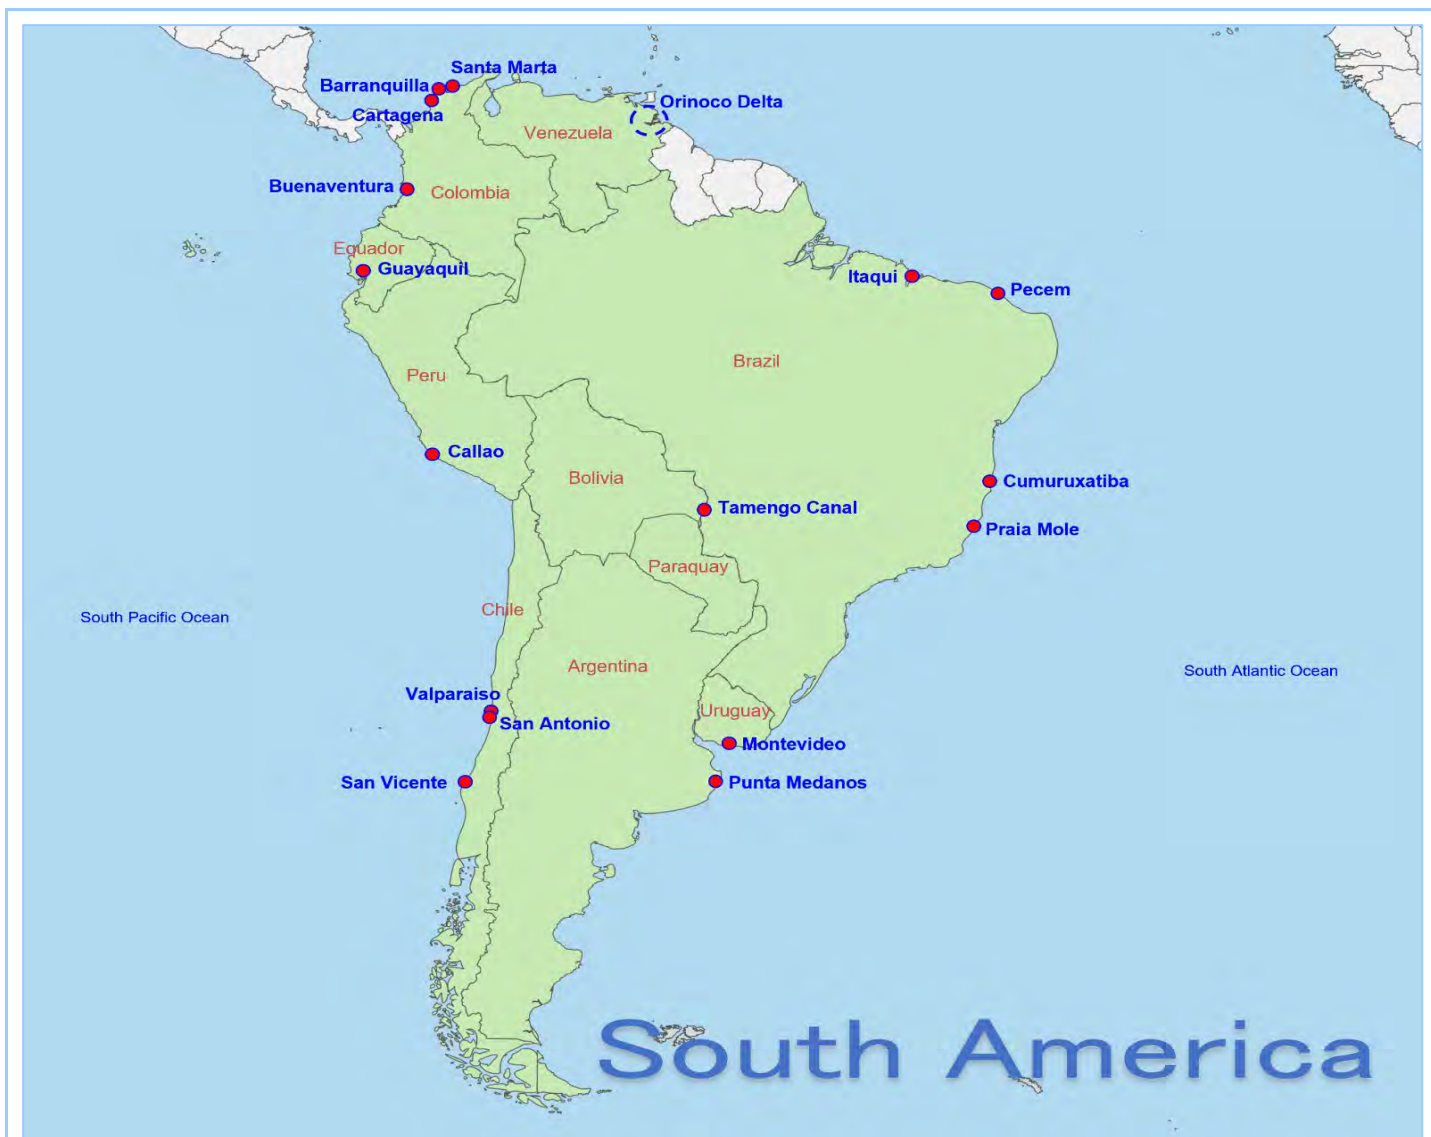 Santa Marta
Barranquilla
Orinoco Delta
Cartagena
Venezuela
Buenaventura
Colombia
Equador
Guayaquil
Itaqui
Pecem
Brazil
Peru
Callao
Bolivia
Cumuruxatiba
Tamengo Canal
Praia Mole
Paraquay
Chile
South Pacific Ocean
Argentina
South Atlantic Ocean
Valparaiso
Uruguay
San Antonio
Montevideo
San Vicente
Punta Medanos
South America